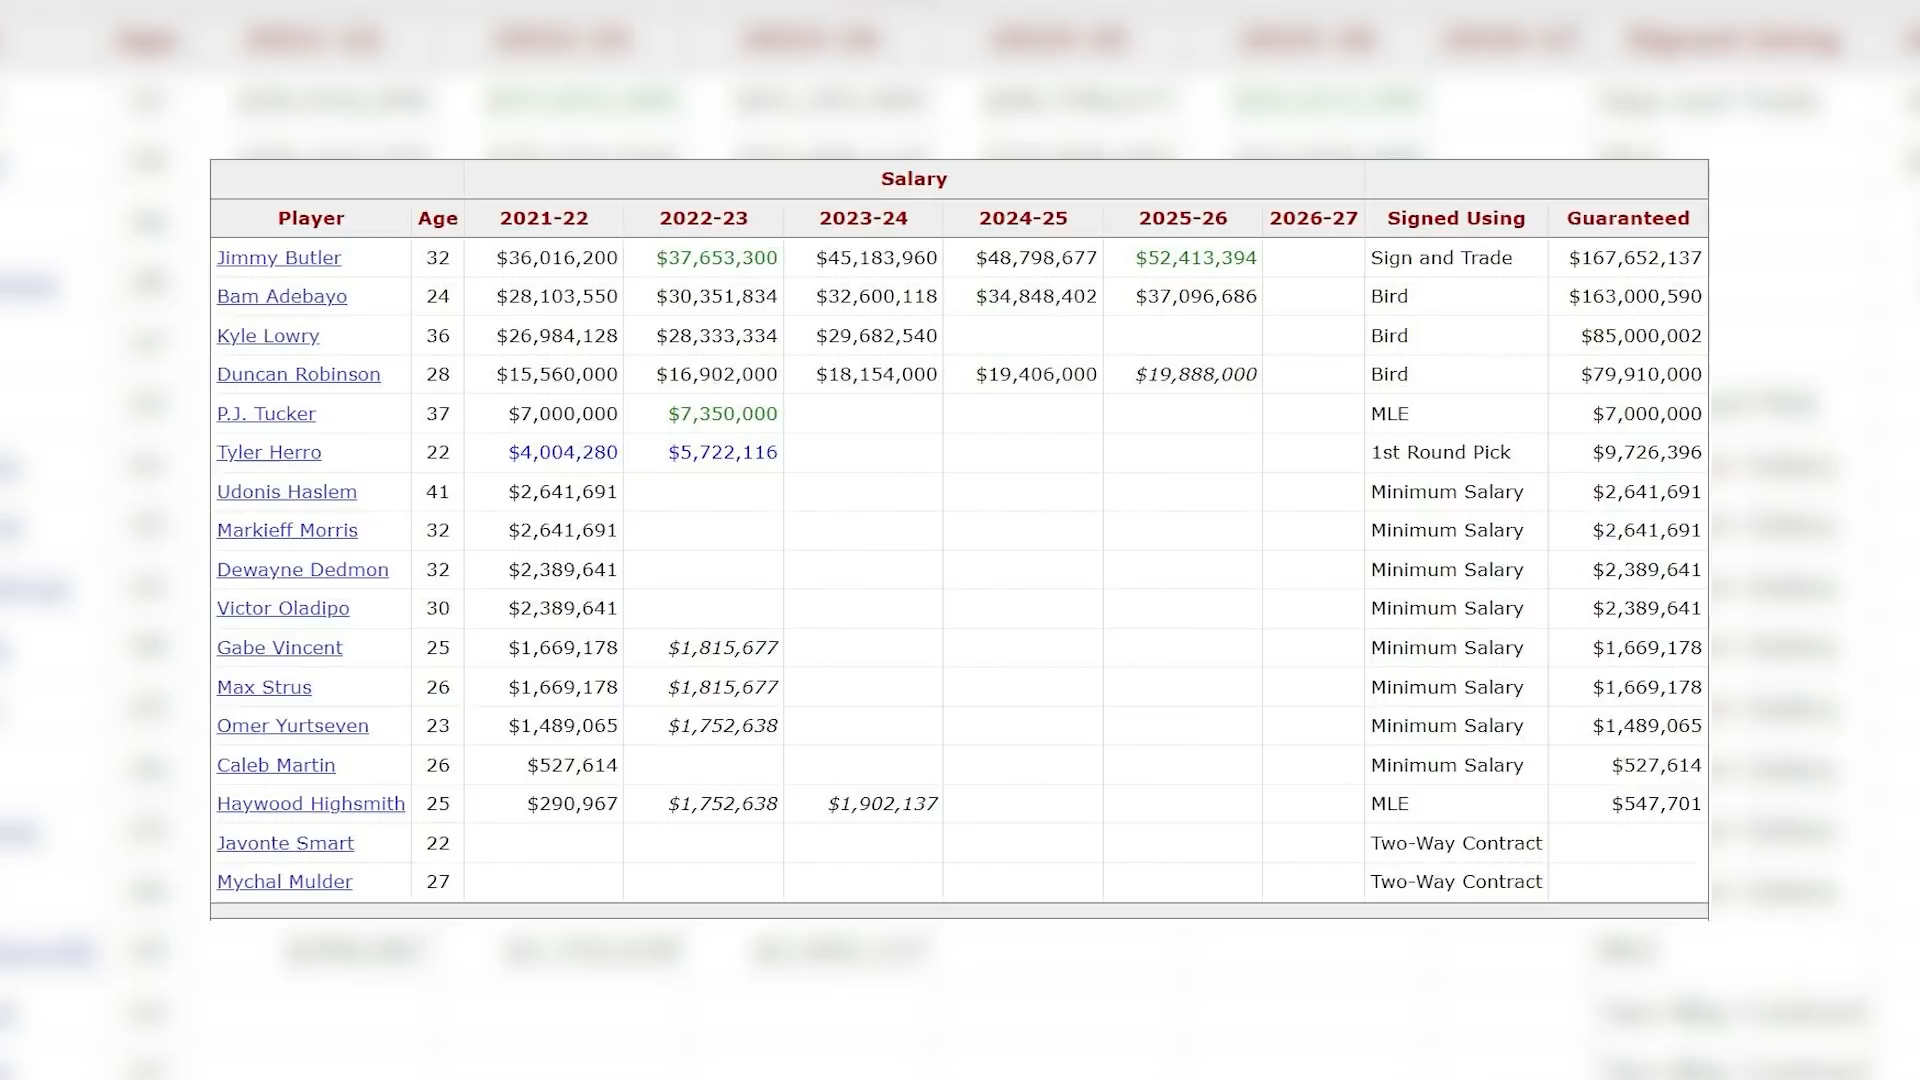 Salary
Player Age 2021-22 2022-23 2023-24 2024-25 2025-26 2026-27 Signed Using Guaranteed
Jimmy Butler 32 $36,016,200 $37,653,300 $45,183,960 $48,798,677 $52,413,394 Sign and Trade $167,652,137
Bam Adebayo 24 $28,103,550 $30,351,834 $32,600,118 $34,848,402 $37,096,686 Bird $163,000,590
Kyle Lowry 36 $26,984,128 $28,333,334 $29,682,540 Bird $85,000,002
Duncan Robinson 28 $15,560,000 $16,902,000 $18,154,000 $19,406,000 $19,888,000 Bird $79,910,000
P.J. Tucker 37 $7,000,000 $7,350,000 MLE $7,000,000
Tyler Herro 22 $4,004,280 $5,722,116 1st Round Pick $9,726,396
Udonis Haslem 41 $2,641,691 Minimum Salary $2,641,691
Markieff Morris 32 $2,641,691 Minimum Salary $2,641,691
Dewayne Dedmon 32 $2,389,641 Minimum Salary $2,389,641
Victor Oladipo 30 $2,389,641 Minimum Salary $2,389,641
Gabe Vincent 25 $1,669,178 $1,815,677 Minimum Salary $1,669,178
Max Strus 26 $1,669,178 $1,815,677 Minimum Salary $1,669,178
Omer Yurtseven 23 $1,489,065 $1,752,638 Minimum Salary $1,489,065
Caleb Martin 26 $527,614 Minimum Salary $527,614
Haywood Highsmith 25 $290,967 $1,752,638 $1,902,137 MLE $547,701
Javonte Smart 22 Two-Way Contract
Mychal Mulder 27 Two-Way Contract